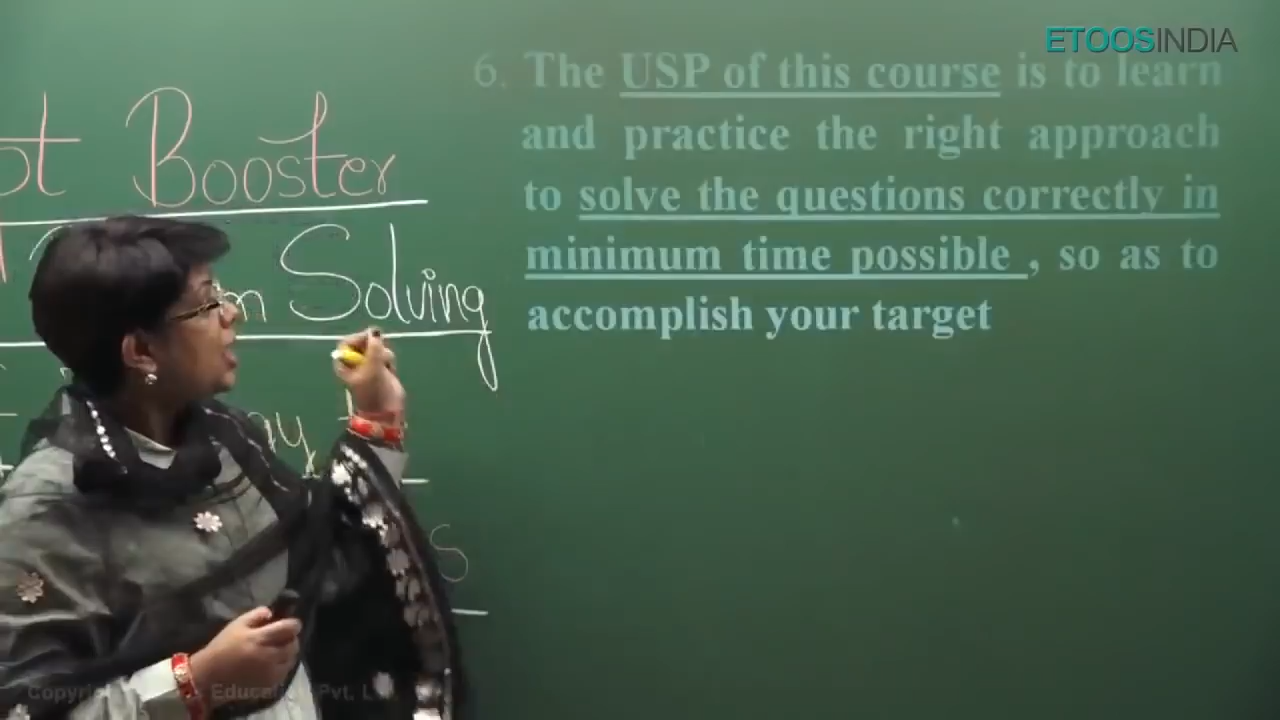 ETOOSINDIA
6. The USP of this course is to learn
and practice the right approach
to solve the questions correctly in
minimum time possible , so as to
accomplish your target
Booster
Solving